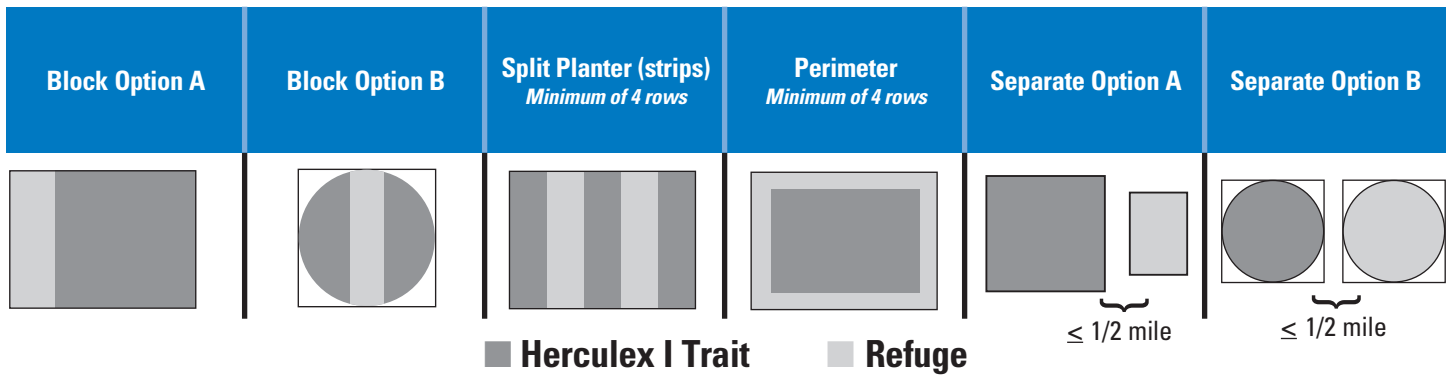 Block Option A
Block Option B
Split Planter (strips)
Minimum of 4 rows
Perimeter
Minimum of 4 rows
Separate Option A
Separate Option B
≤ 1/2 mile
≤ 1/2 mile
Herculex I Trait
Refuge